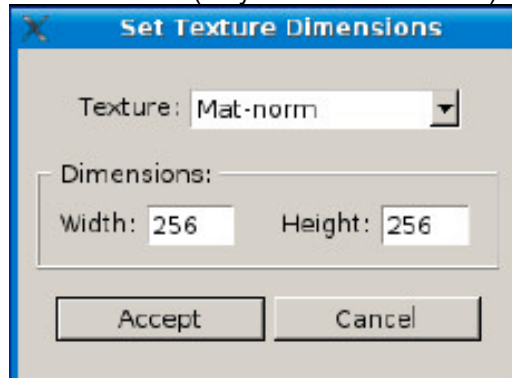 Set Texture Dimensions
Texture: Mat-norm
Dimensions:
Width: 256 Height: 256
Accept Cancel